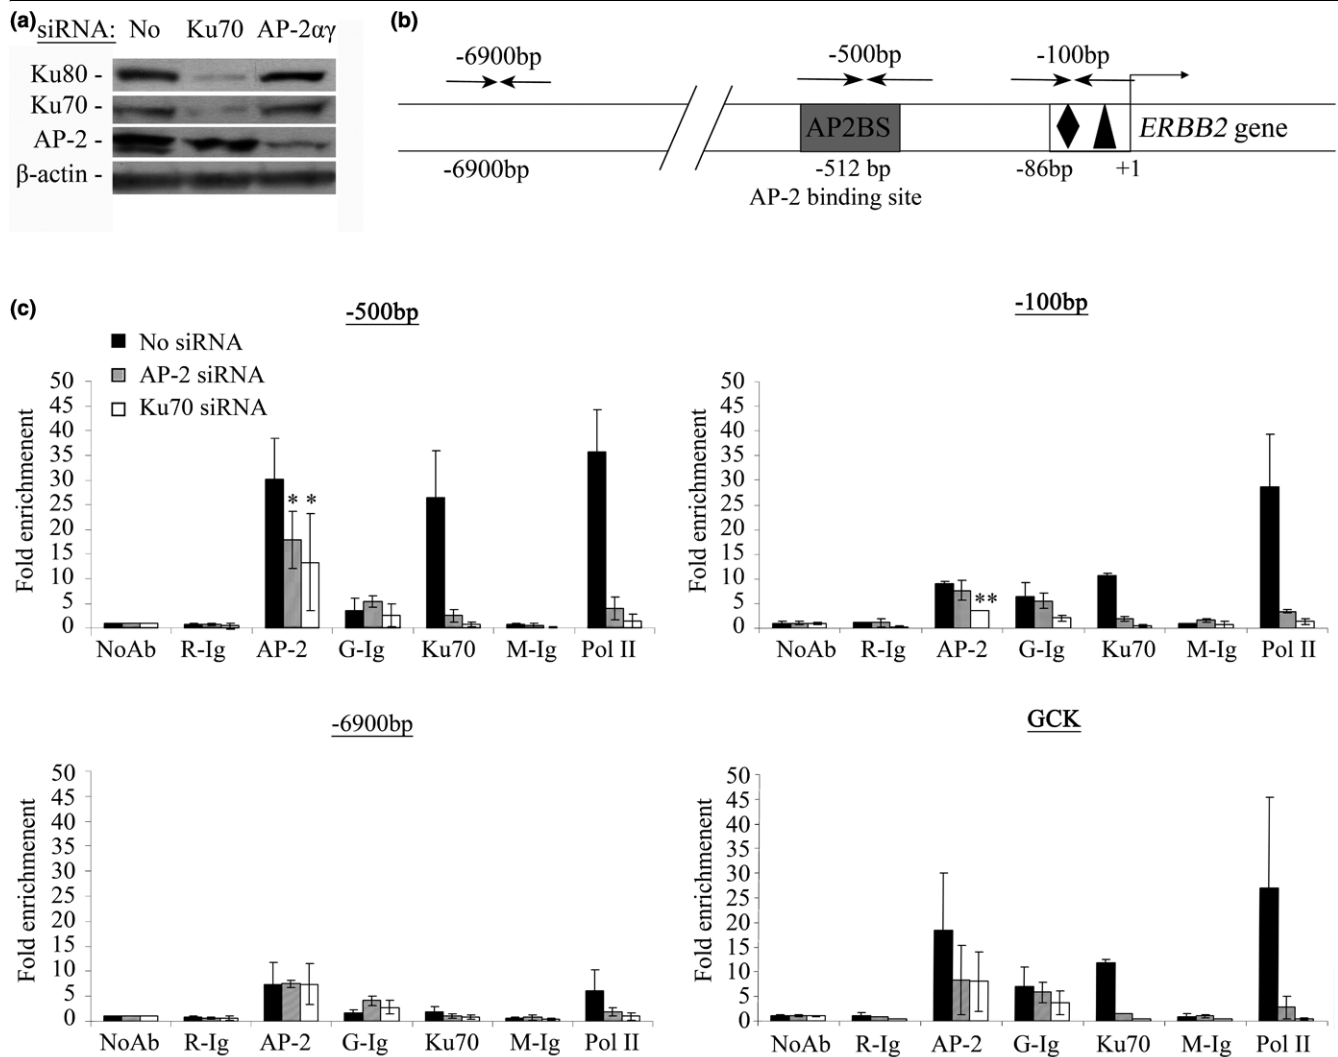 (a)
siRNA: No Ku70 AP-2αγ
Ku80 -
Ku70 -
AP-2 -
β-actin -
(b)
-6900bp -500bp -100bp
AP2BS ERBB2 gene
-6900bp -512 bp -86bp +1
AP-2 binding site
(c)
-500bp
No siRNA
AP-2 siRNA
Ku70 siRNA
Fold enrichmenent
50
45
40
35
30
25
20
15
10
5
0
* *
NoAb R-Ig AP-2 G-Ig Ku70 M-Ig Pol II
-100bp
Fold enrichmenent
50
45
40
35
30
25
20
15
10
5
0
**
NoAb R-Ig AP-2 G-Ig Ku70 M-Ig Pol II
-6900bp
Fold enrichmenent
50
45
40
35
30
25
20
15
10
5
0
NoAb R-Ig AP-2 G-Ig Ku70 M-Ig Pol II
GCK
Fold enrichmenent
50
45
40
35
30
25
20
15
10
5
0
NoAb R-Ig AP-2 G-Ig Ku70 M-Ig Pol II